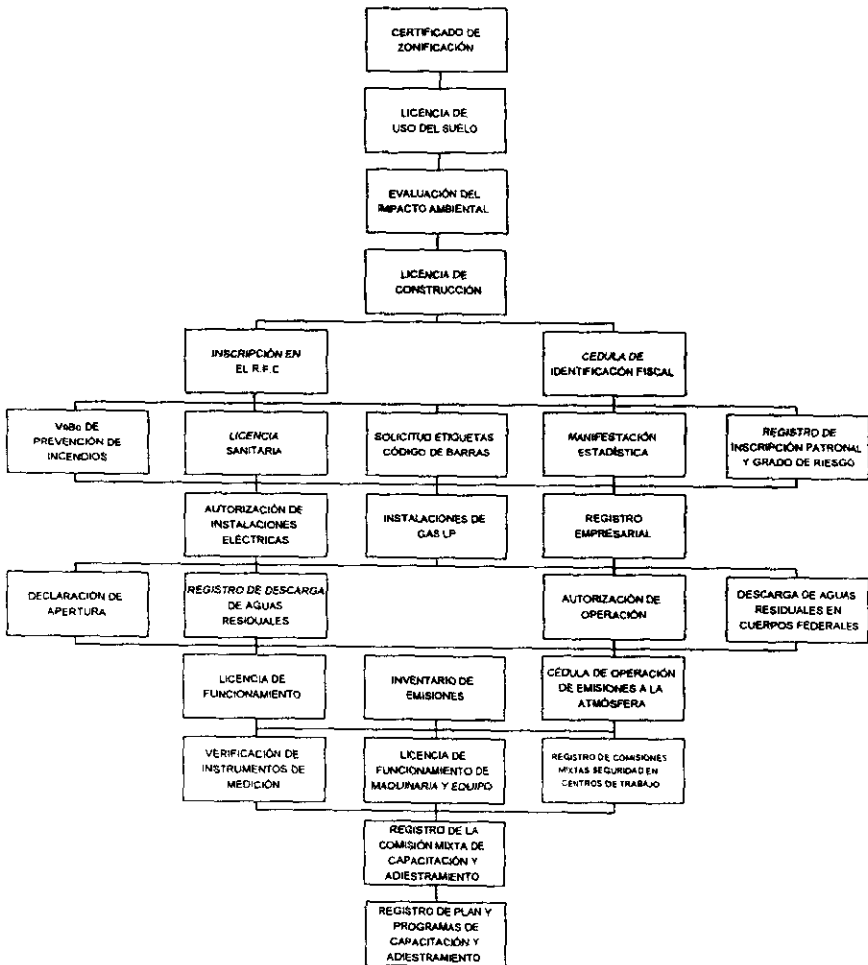 CERTIFICADO DE
ZONIFICACIÓN
LICENCIA DE
USO DEL SUELO
EVALUACIÓN DEL
IMPACTO AMBIENTAL
LICENCIA DE
CONSTRUCCIÓN
INSCRIPCIÓN EN
EL R.F.C
CEDULA DE
IDENTIFICACIÓN FISCAL
VoBo DE
PREVENCIÓN DE
INCENDIOS
LICENCIA
SANITARIA
SOLICITUD ETIQUETAS
CÓDIGO DE BARRAS
MANIFESTACIÓN
ESTADÍSTICA
REGISTRO DE
INSCRIPCIÓN PATRONAL
Y GRADO DE RIESGO
AUTORIZACIÓN DE
INSTALACIONES
ELÉCTRICAS
INSTALACIONES DE
GAS LP
REGISTRO
EMPRESARIAL
DECLARACIÓN DE
APERTURA
REGISTRO DE DESCARGA
DE AGUAS
RESIDUALES
AUTORIZACIÓN DE
OPERACIÓN
DESCARGA DE AGUAS
RESIDUALES EN
CUERPOS FEDERALES
LICENCIA DE
FUNCIONAMIENTO
INVENTARIO DE
EMISIONES
CÉDULA DE OPERACIÓN
DE EMISIONES A LA
ATMÓSFERA
VERIFICACIÓN DE
INSTRUMENTOS DE
MEDICIÓN
LICENCIA DE
FUNCIONAMIENTO DE
MAQUINARIA Y EQUIPO
REGISTRO DE COMISIONES
MIXTAS SEGURIDAD EN
CENTROS DE TRABAJO
REGISTRO DE LA
COMISIÓN MIXTA DE
CAPACITACIÓN Y
ADIESTRAMIENTO
REGISTRO DE PLAN Y
PROGRAMAS DE
CAPACITACIÓN Y
ADIESTRAMIENTO